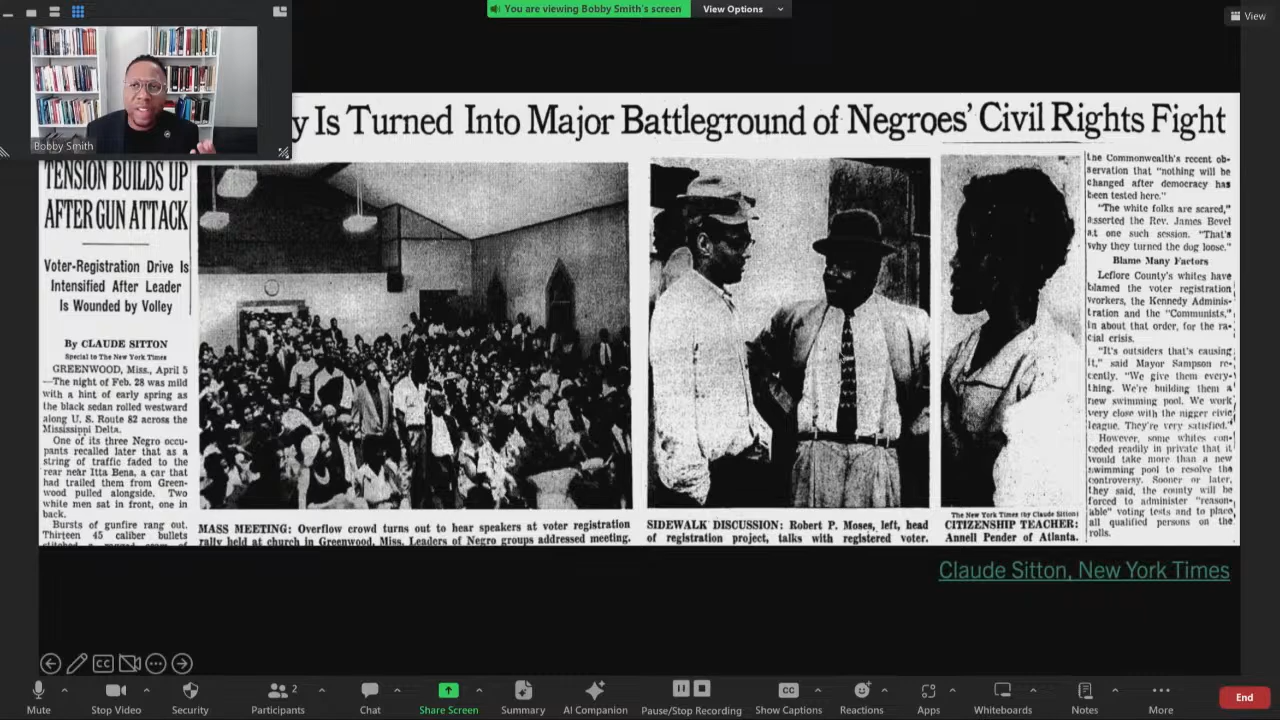 You are viewing Bobby Smith's screen
View Options
View
Bobby Smith
y Is Turned Into Major Battleground of Negroes' Civil Rights Fight
TENSION BUILDS UP
AFTER GUN ATTACK
Voter-Registration Drive Is
Intensified After Leader
Is Wounded by Volley
By CLAUDE SITTON
Special to The New York Times
GREENWOOD, Miss., April 5
—The night of Feb. 28 was mild
with a hint of early spring as
the black sedan rolled westward
along U. S. Route 82 across the
Mississippi Delta.
One of its three Negro occu-
pants recalled later that as a
string of traffic faded to the
rear near Itta Bena, a car that
had trailed them from Green-
wood pulled alongside. Two
white men sat in front, one in
back.
Bursts of gunfire rang out.
Thirteen 45 caliber bullets
MASS MEETING: Overflow crowd turns out to hear speakers at voter registration
rally held at church in Greenwood, Miss. Leaders of Negro groups addressed meeting.
SIDEWALK DISCUSSION: Robert P. Moses, left, head
of registration project, talks with registered voter.
The New York Times (by Claude Sitton)
CITIZENSHIP TEACHER:
Annell Pender of Atlanta.
the Commonwealth's recent ob-
servation that "nothing will be
changed after democracy has
been tested here."
"The white folks are scared,"
asserted the Rev. James Bevel
at one such session. "That's
why they turned the dog loose."
Blame Many Factors
Leflore County's whites have
blamed the voter registration
workers, the Kennedy Adminis-
tration and the "Communists,"
in about that order, for the ra-
cial crisis.
"It's outsiders that's causing
it," said Mayor Sampson re-
cently. "We give them every-
thing. We're building them a
new swimming pool. We work
very close with the nigger civic
league. They're very satisfied."
However, some whites con-
ceded readily in private that it
would take more than a new
swimming pool to resolve the
controversy. Sooner or later,
they said, the county will be
forced to administer "reason-
able" voting tests and to place
all qualified persons on the
rolls.
Claude Sitton, New York Times
CC
Mute
Stop Video
Security
Participants
2
Chat
Share Screen
Summary
AI Companion
Pause/Stop Recording
CC
Show Captions
Reactions
Apps
Whiteboards
Notes
More
End